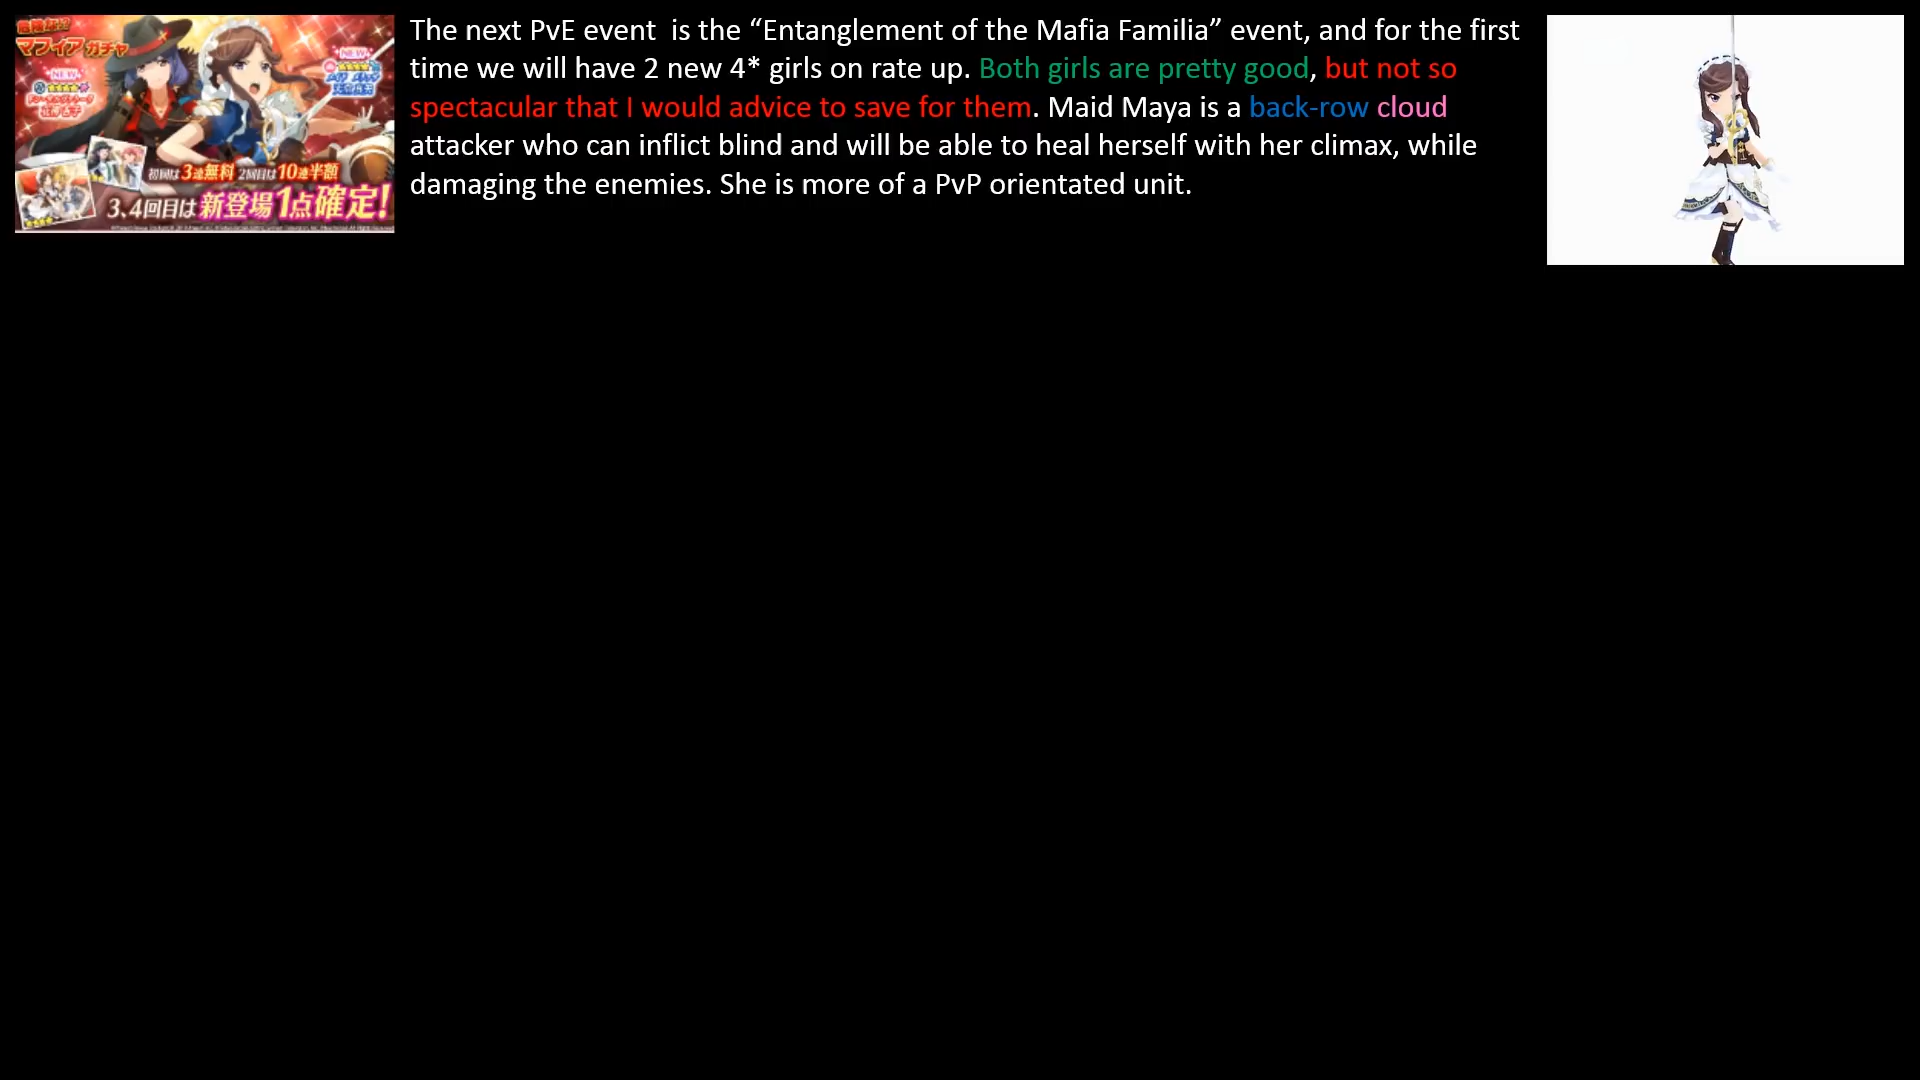 危険な!?
マフィアガチャ
NEW
NEW
初回は3連無料 2回目は10連半額
3、4回目は新登場1点確定!
The next PvE event  is the “Entanglement of the Mafia Familia” event, and for the first
time we will have 2 new 4* girls on rate up. Both girls are pretty good, but not so
spectacular that I would advice to save for them. Maid Maya is a back-row cloud
attacker who can inflict blind and will be able to heal herself with her climax, while
damaging the enemies. She is more of a PvP orientated unit.